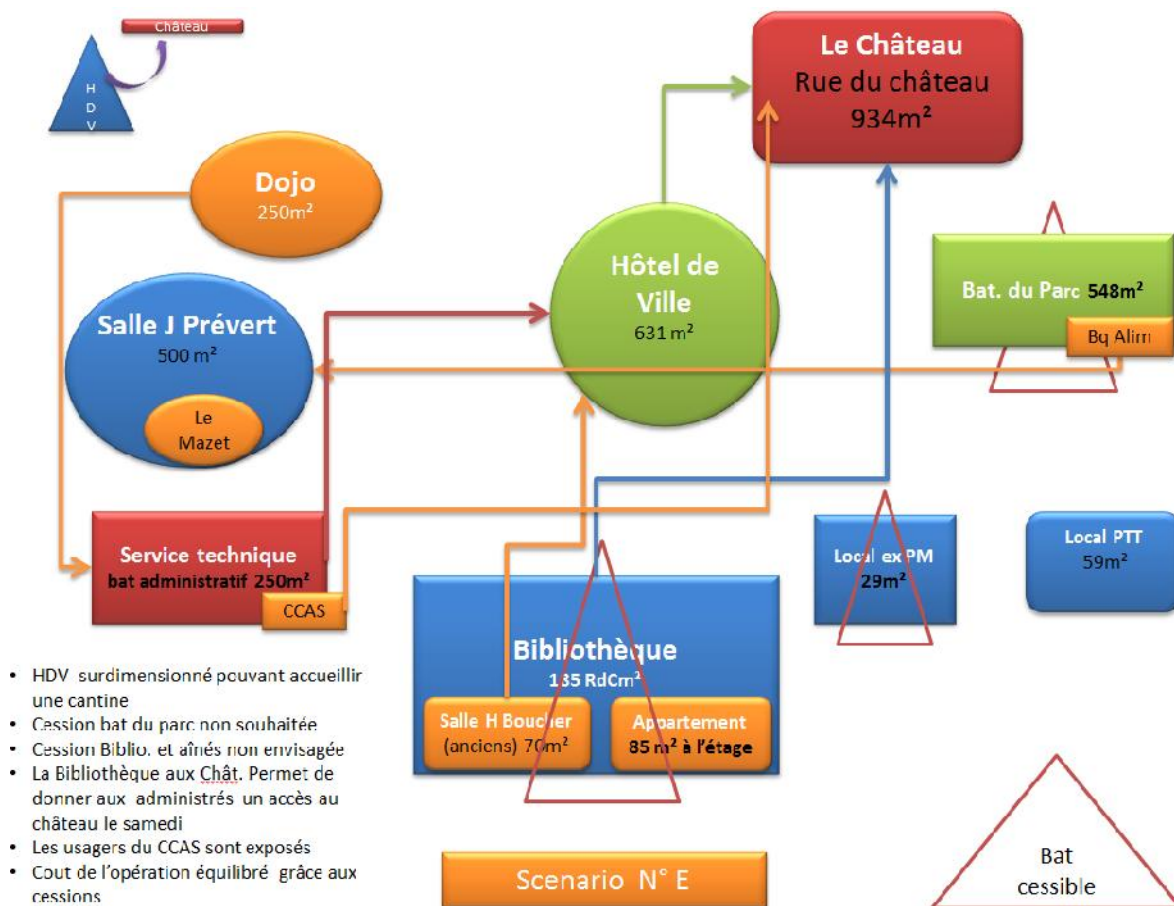 Château
H
D
V
Le Château
Rue du château
934m²
Dojo
250m²
Hôtel de
Ville
631 m²
Bat. du Parc 548m²
Bq Alim
Salle J Prévert
500 m²
Le
Mazet
Service technique
bat administratif 250m²
CCAS
Local ex PM
29m²
Local PTT
59m²
Bibliothèque
185 RdCm²
Salle H Boucher
(anciens) 70m²
Appartement
85 m² à l'étage
• HDV surdimensionné pouvant accueillir
une cantine
• Cession bat du parc non souhaitée
• Cession Biblio. et aînés non envisagée
• La Bibliothèque aux Chât. Permet de
donner aux administrés un accès au
château le samedi
• Les usagers du CCAS sont exposés
• Cout de l'opération équilibré grâce aux
cessions
Scenario N° E
Bat
cessible